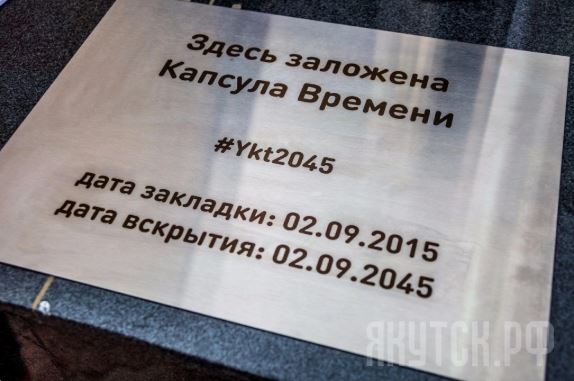 Здесь заложена
Капсула Времени
#Ykt2045
дата закладки: 02.09.2015
дата вскрытия: 02.09.2045
ЯКУТСК.РФ